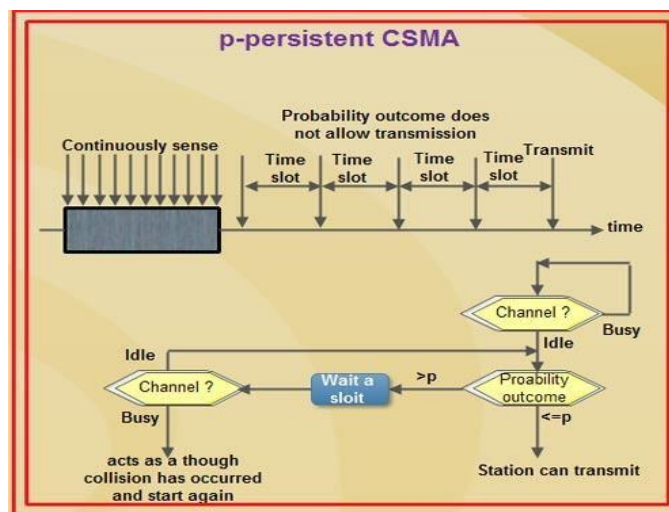 p-persistent CSMA
Probability outcome does
not allow transmission
Continuously sense
Time
slot
Time
slot
Time
slot
Time
slot
Transmit
time
Channel ?
Busy
Idle
Idle
Channel ?
Busy
Wait a
sloit
>p
Proability
outcome
<=p
acts as a though
collision has occurred
and start again
Station can transmit